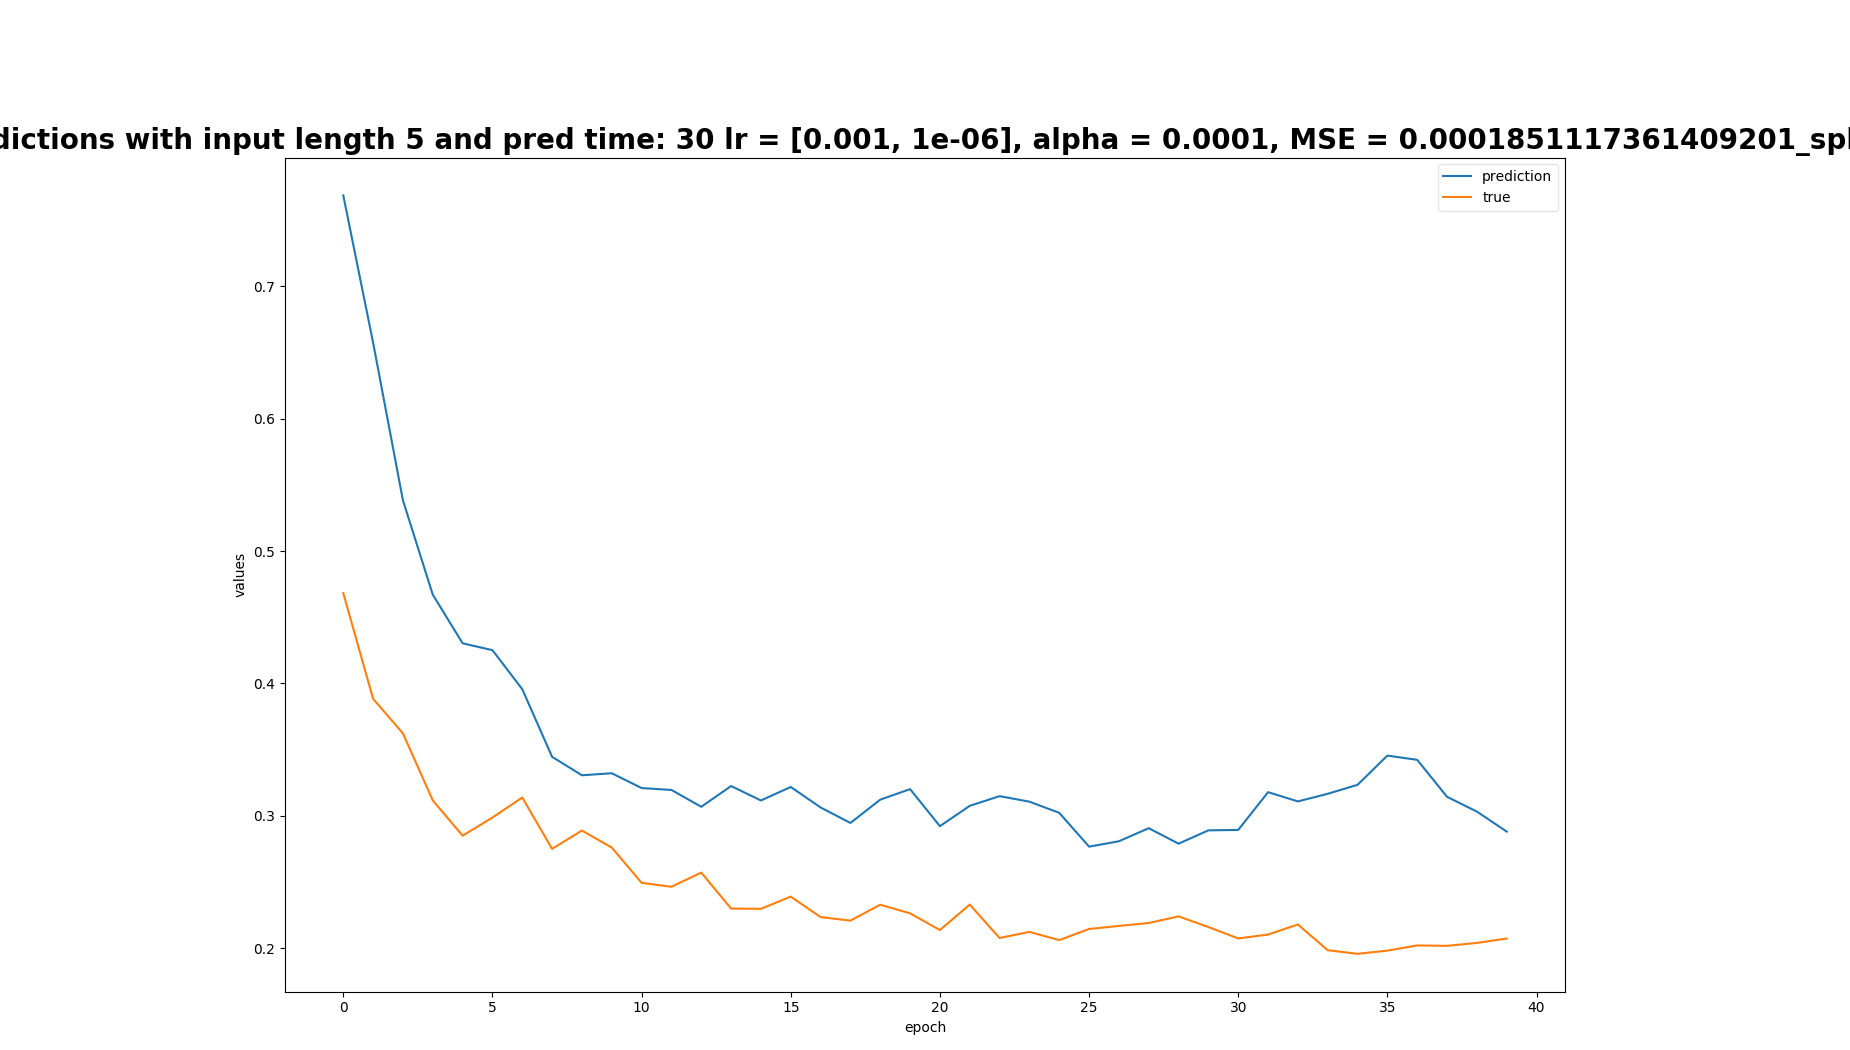 dictions with input length 5 and pred time: 30 lr = [0.001, 1e-06], alpha = 0.0001, MSE = 0.0001851117361409201_spl
prediction
true
0.7
0.6
0.5
0.4
0.3
0.2
values
0 5 10 15 20 25 30 35 40
epoch